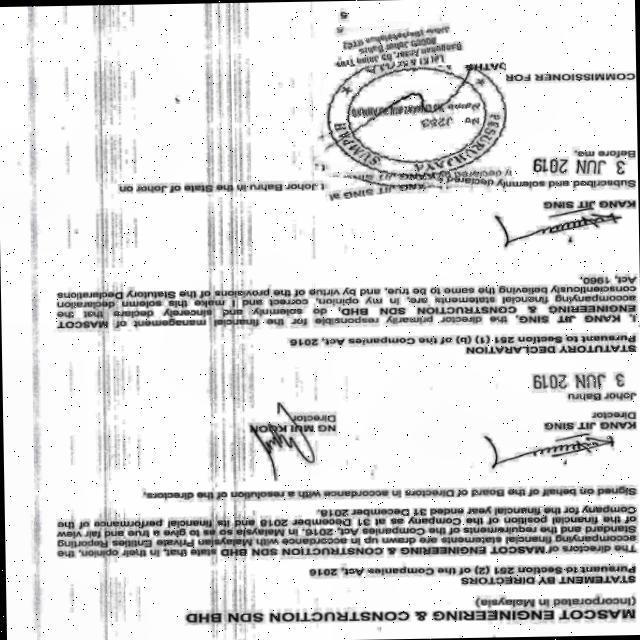 MASCOT ENGINEERING & CONSTRUCTION SDN BHD
(Incorporated in Malaysia)
STATEMENT BY DIRECTORS
Pursuant to Section 251 (2) of the Companies Act, 2016
The directors of MASCOT ENGINEERING & CONSTRUCTION SDN BHD state that, in their opinion, the
accompanying financial statements are drawn up in accordance with Malaysian Private Entities Reporting
Standard and the requirements of the Companies Act, 2016, in Malaysia so as to give a true and fair view
of the financial position of the Company as at 31 December 2018 and its financial performance of the
Company for the financial year ended 31 December 2018.
Signed on behalf of the Board of Directors in accordance with a resolution of the directors,
KANG JIT SING
Director
NG MUI KOON
Director
Johor Bahru
3 JUN 2019
STATUTORY DECLARATION
Pursuant to Section 251 (1) (b) of the Companies Act, 2016
I, KANG JIT SING, the director primarily responsible for the financial management of MASCOT
ENGINEERING & CONSTRUCTION SDN BHD, do solemnly and sincerely declare that the
accompanying financial statements are, in my opinion, correct and I make this solemn declaration
conscientiously believing the same to be true, and by virtue of the provisions of the Statutory Declarations
Act, 1960.
KANG JIT SING
Subscribed and solemnly declared
KANG JIT SING at
t Johor Bahru in the State of Johor on
3 JUN 2019
Before me,
PESURUHJAYA SUMPAH
No. J253
COMMISSIONER FOR OATHS
80000 Johor Bahru